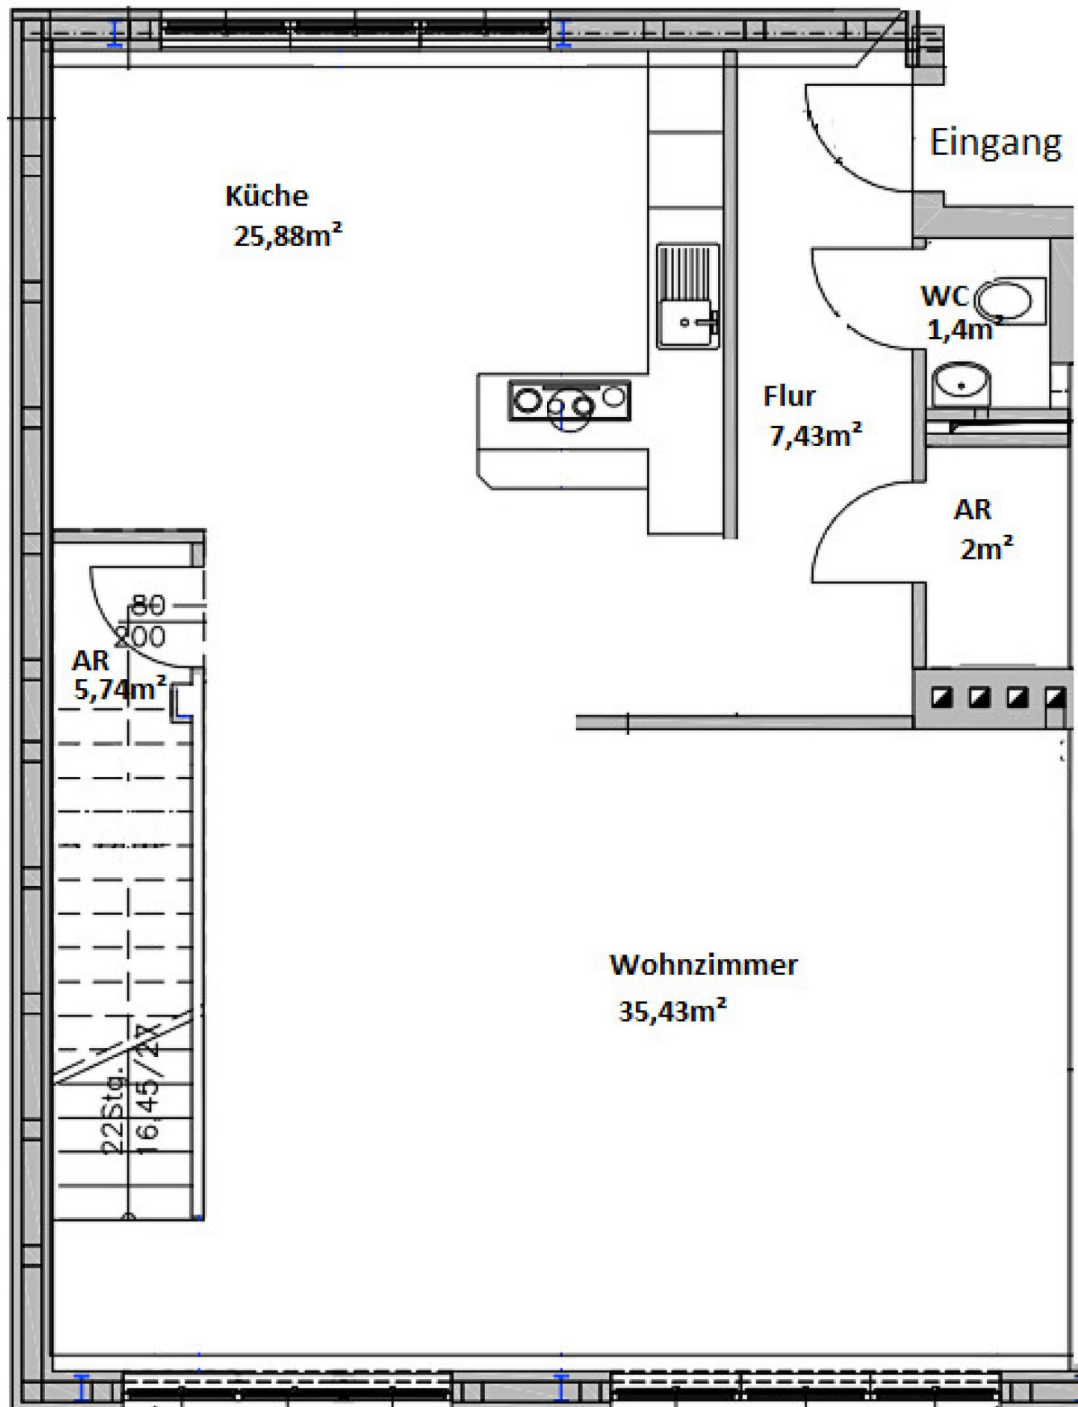 Eingang
Küche
25,88m²
WC
1,4m²
Flur
7,43m²
AR
2m²
80
200
AR
5,74m²
Wohnzimmer
35,43m²
22Stg.
16,45/27